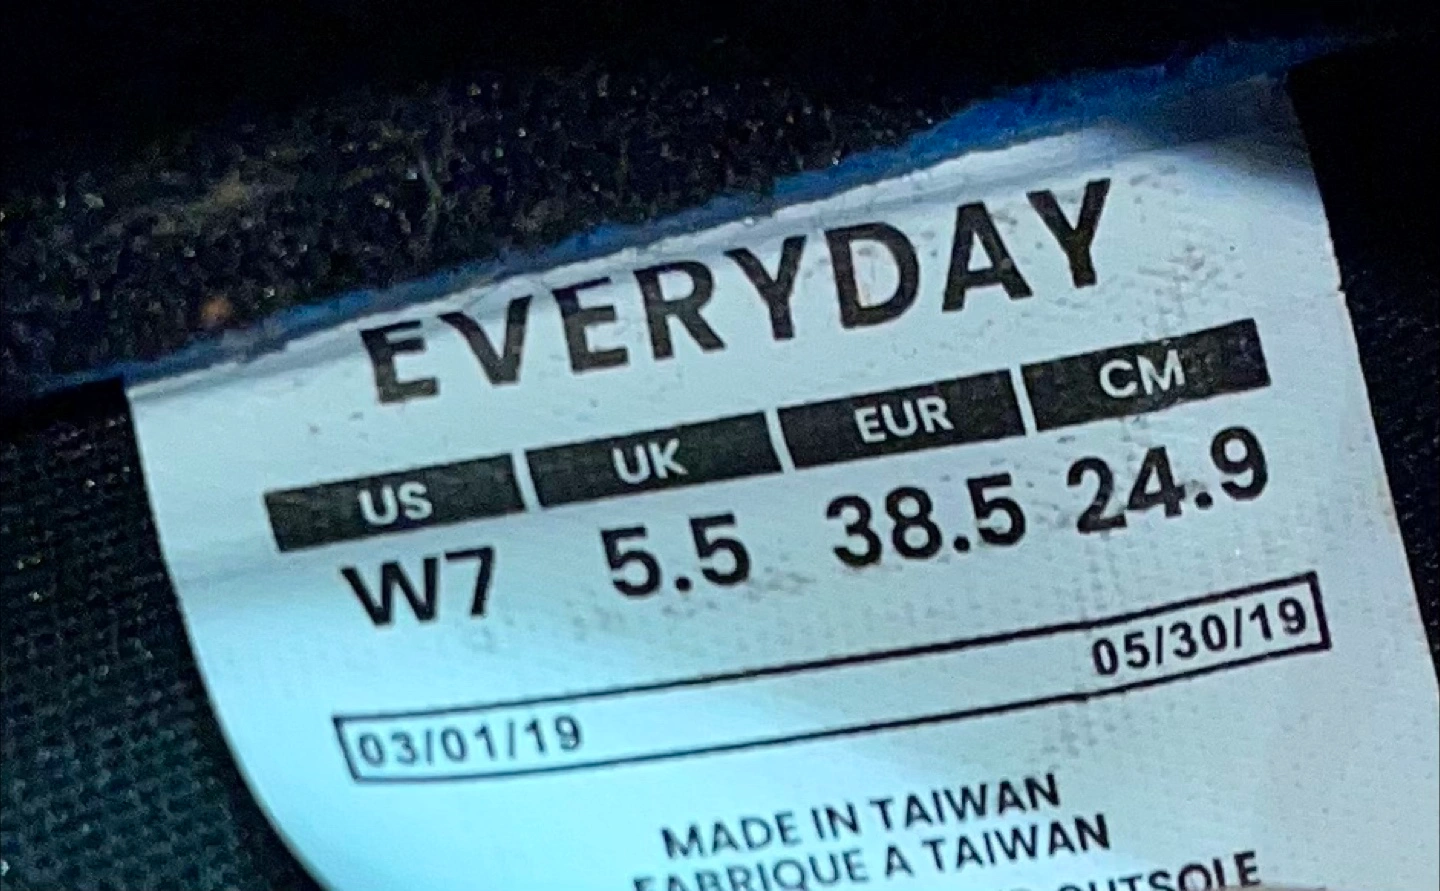 EVERYDAY
US UK EUR CM
W7 5.5 38.5 24.9
03/01/19 05/30/19
MADE IN TAIWAN
FABRIQUE A TAIWAN
OUTSOLE